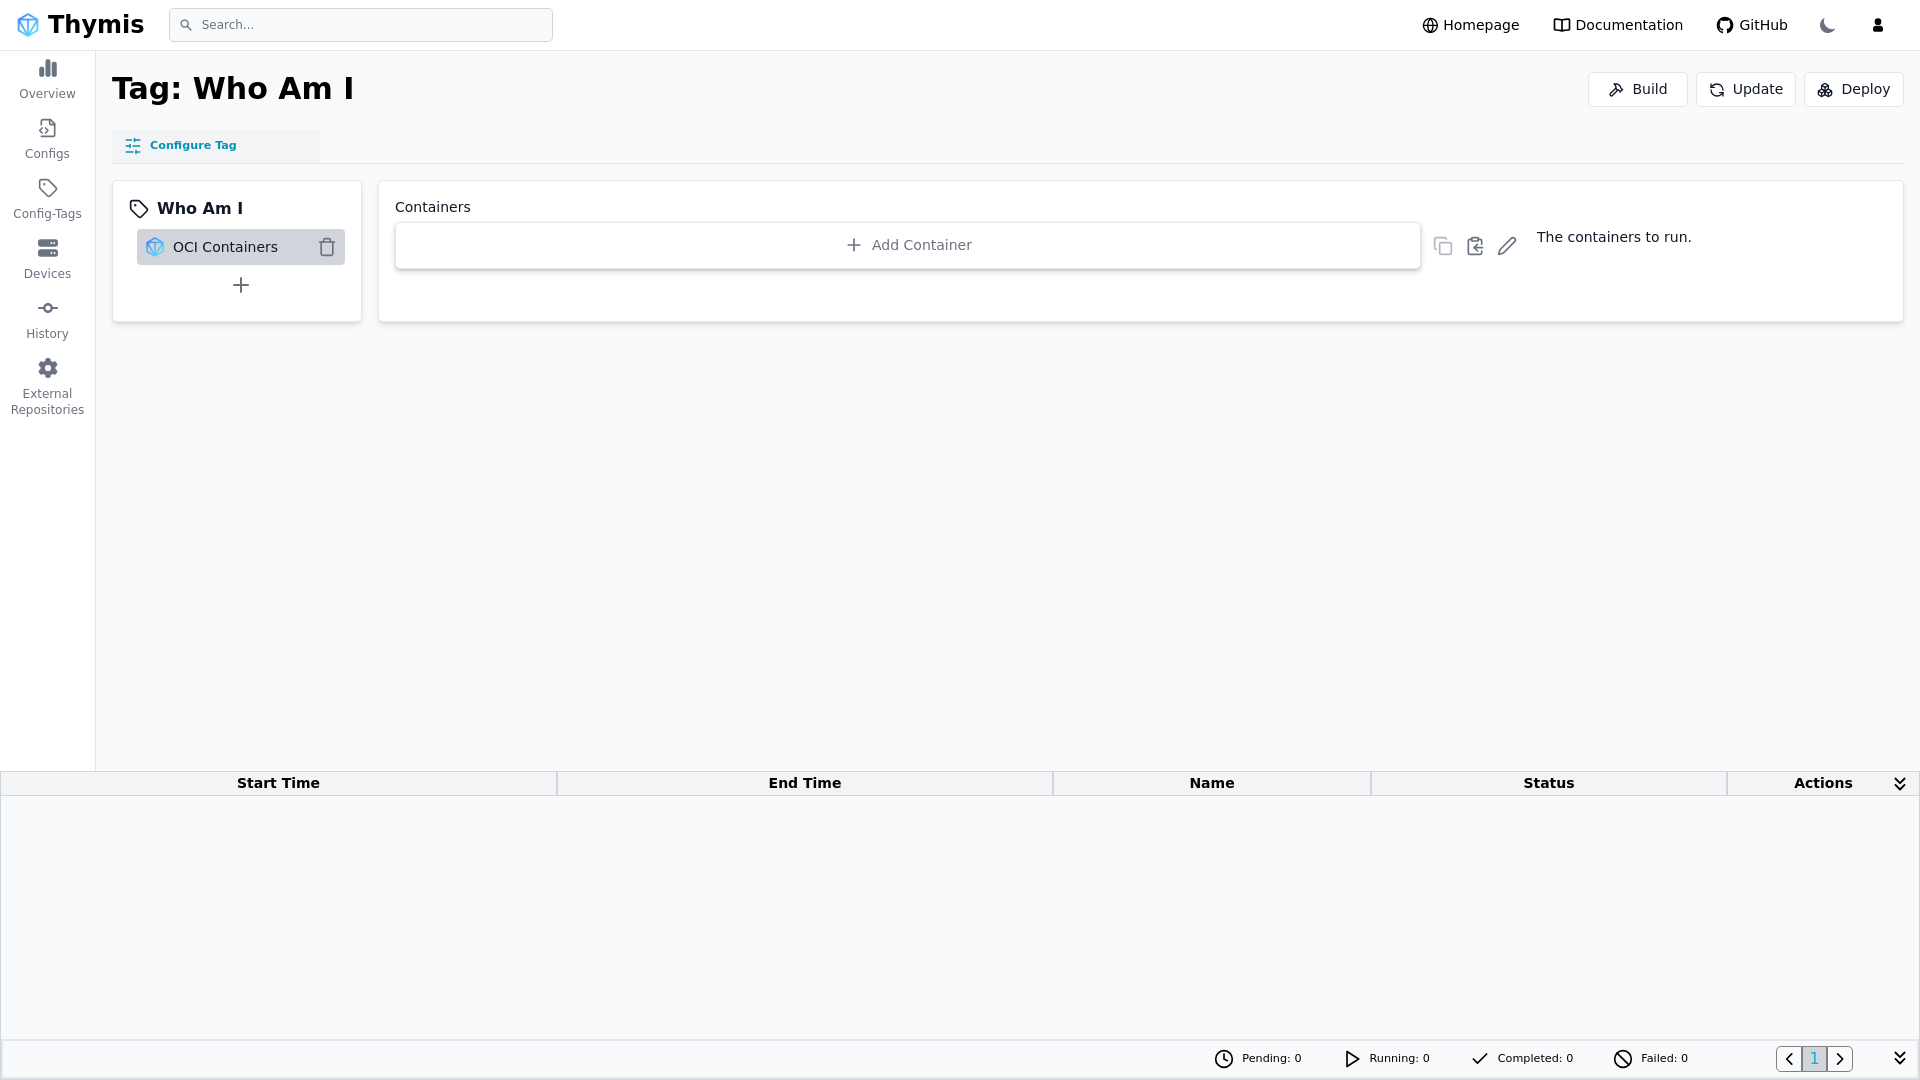 Thymis
Search...
Homepage
Documentation
GitHub
Overview
Configs
Config-Tags
Devices
History
External
Repositories
Tag: Who Am I
Build
Update
Deploy
Configure Tag
Who Am I
OCI Containers
Containers
Add Container
The containers to run.
Start Time
End Time
Name
Status
Actions
Pending: 0
Running: 0
Completed: 0
Failed: 0
1